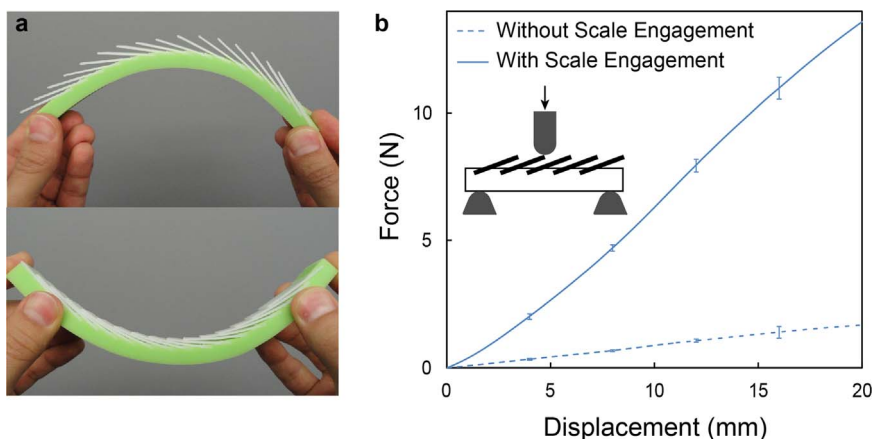 a
b
Without Scale Engagement
With Scale Engagement
Force (N)
10
5
0
0
5
10
15
20
Displacement (mm)